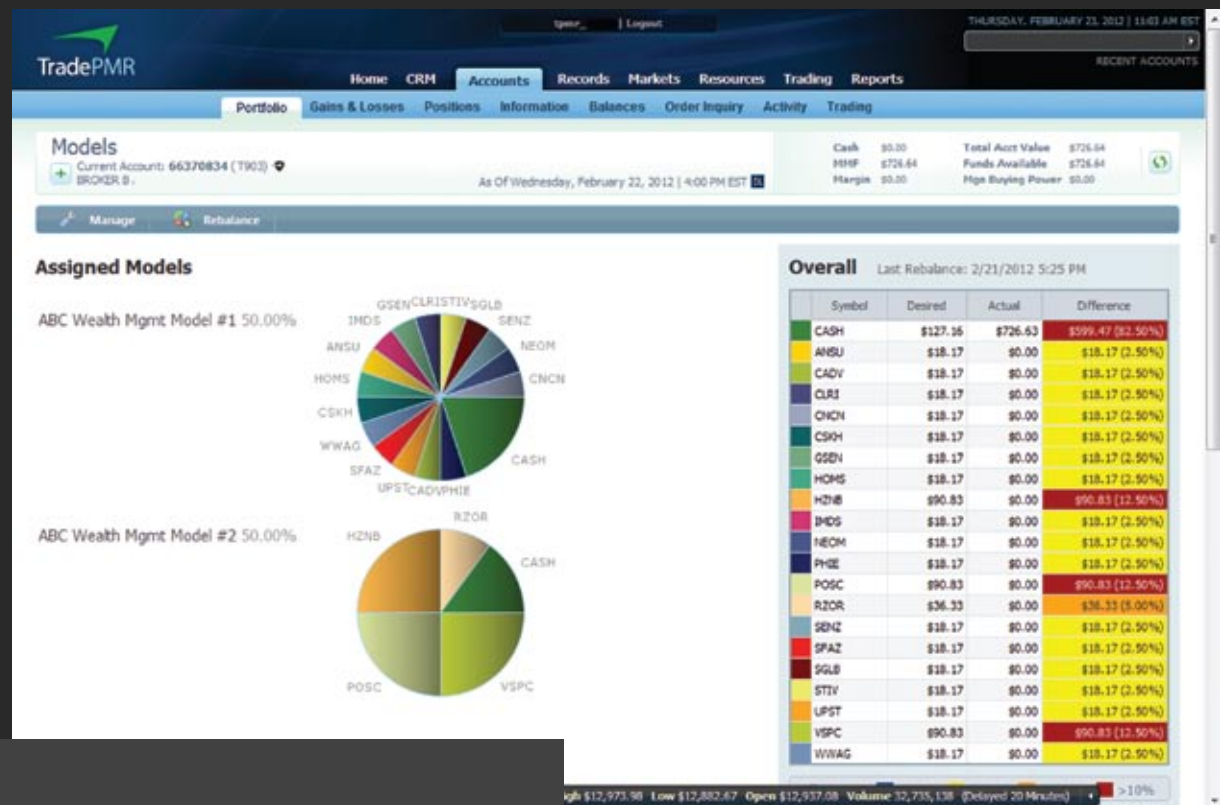 tpmr_ | Logout
THURSDAY, FEBRUARY 23, 2012 | 11:03 AM EST
TradePMR
RECENT ACCOUNTS
Home CRM Accounts Records Markets Resources Trading Reports
Portfolio Gains & Losses Positions Information Balances Order Inquiry Activity Trading
Models
Current Account: 66370834 (T903)
BROKER B.
As Of Wednesday, February 22, 2012 | 4:00 PM EST
Cash $0.00 Total Acct Value $726.64
MMF $726.64 Funds Available $726.64
Margin $0.00 Mgn Buying Power $0.00
Manage Rebalance
Assigned Models
ABC Wealth Mgmt Model #1 50.00%
GSEN CLRI STIV SGLB
IMDS SENZ
ANSU NEOM
HOMS CNCN
CSKH
WWAG CASH
SFAZ
UPST CADV PHIE
ABC Wealth Mgmt Model #2 50.00%
RZOR
HZNB
CASH
POSC VSPC
Overall Last Rebalance: 2/21/2012 5:25 PM
Symbol Desired Actual Difference
CASH $127.16 $726.63 $599.47 (82.50%)
ANSU $18.17 $0.00 $18.17 (2.50%)
CADV $18.17 $0.00 $18.17 (2.50%)
CLRI $18.17 $0.00 $18.17 (2.50%)
CNCN $18.17 $0.00 $18.17 (2.50%)
CSKH $18.17 $0.00 $18.17 (2.50%)
GSEN $18.17 $0.00 $18.17 (2.50%)
HOMS $18.17 $0.00 $18.17 (2.50%)
HZNB $90.83 $0.00 $90.83 (12.50%)
IMDS $18.17 $0.00 $18.17 (2.50%)
NEOM $18.17 $0.00 $18.17 (2.50%)
PHIE $18.17 $0.00 $18.17 (2.50%)
POSC $90.83 $0.00 $90.83 (12.50%)
RZOR $36.33 $0.00 $36.33 (5.00%)
SENZ $18.17 $0.00 $18.17 (2.50%)
SFAZ $18.17 $0.00 $18.17 (2.50%)
SGLB $18.17 $0.00 $18.17 (2.50%)
STIV $18.17 $0.00 $18.17 (2.50%)
UPST $18.17 $0.00 $18.17 (2.50%)
VSPC $90.83 $0.00 $90.83 (12.50%)
WWAG $18.17 $0.00 $18.17 (2.50%)
>10%
igh $12,973.98 Low $12,882.67 Open $12,937.08 Volume 32,735,138 (Delayed 20 Minutes)